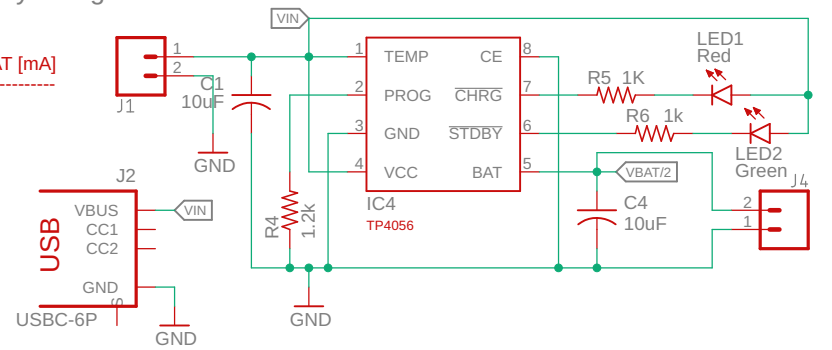 VIN
AT [mA]
J1
1
2
C1
10uF
GND
1
TEMP
CE
8
2
PROG
CHRG
7
3
GND
STDBY
6
4
VCC
BAT
5
IC4
TP4056
R5 1K
LED1
Red
R6 1k
LED2
Green
VBAT/2
J4
2
1
C4
10uF
R4
1.2k
GND
J2
USB
VBUS
CC1
CC2
GND
S
VIN
USBC-6P
GND